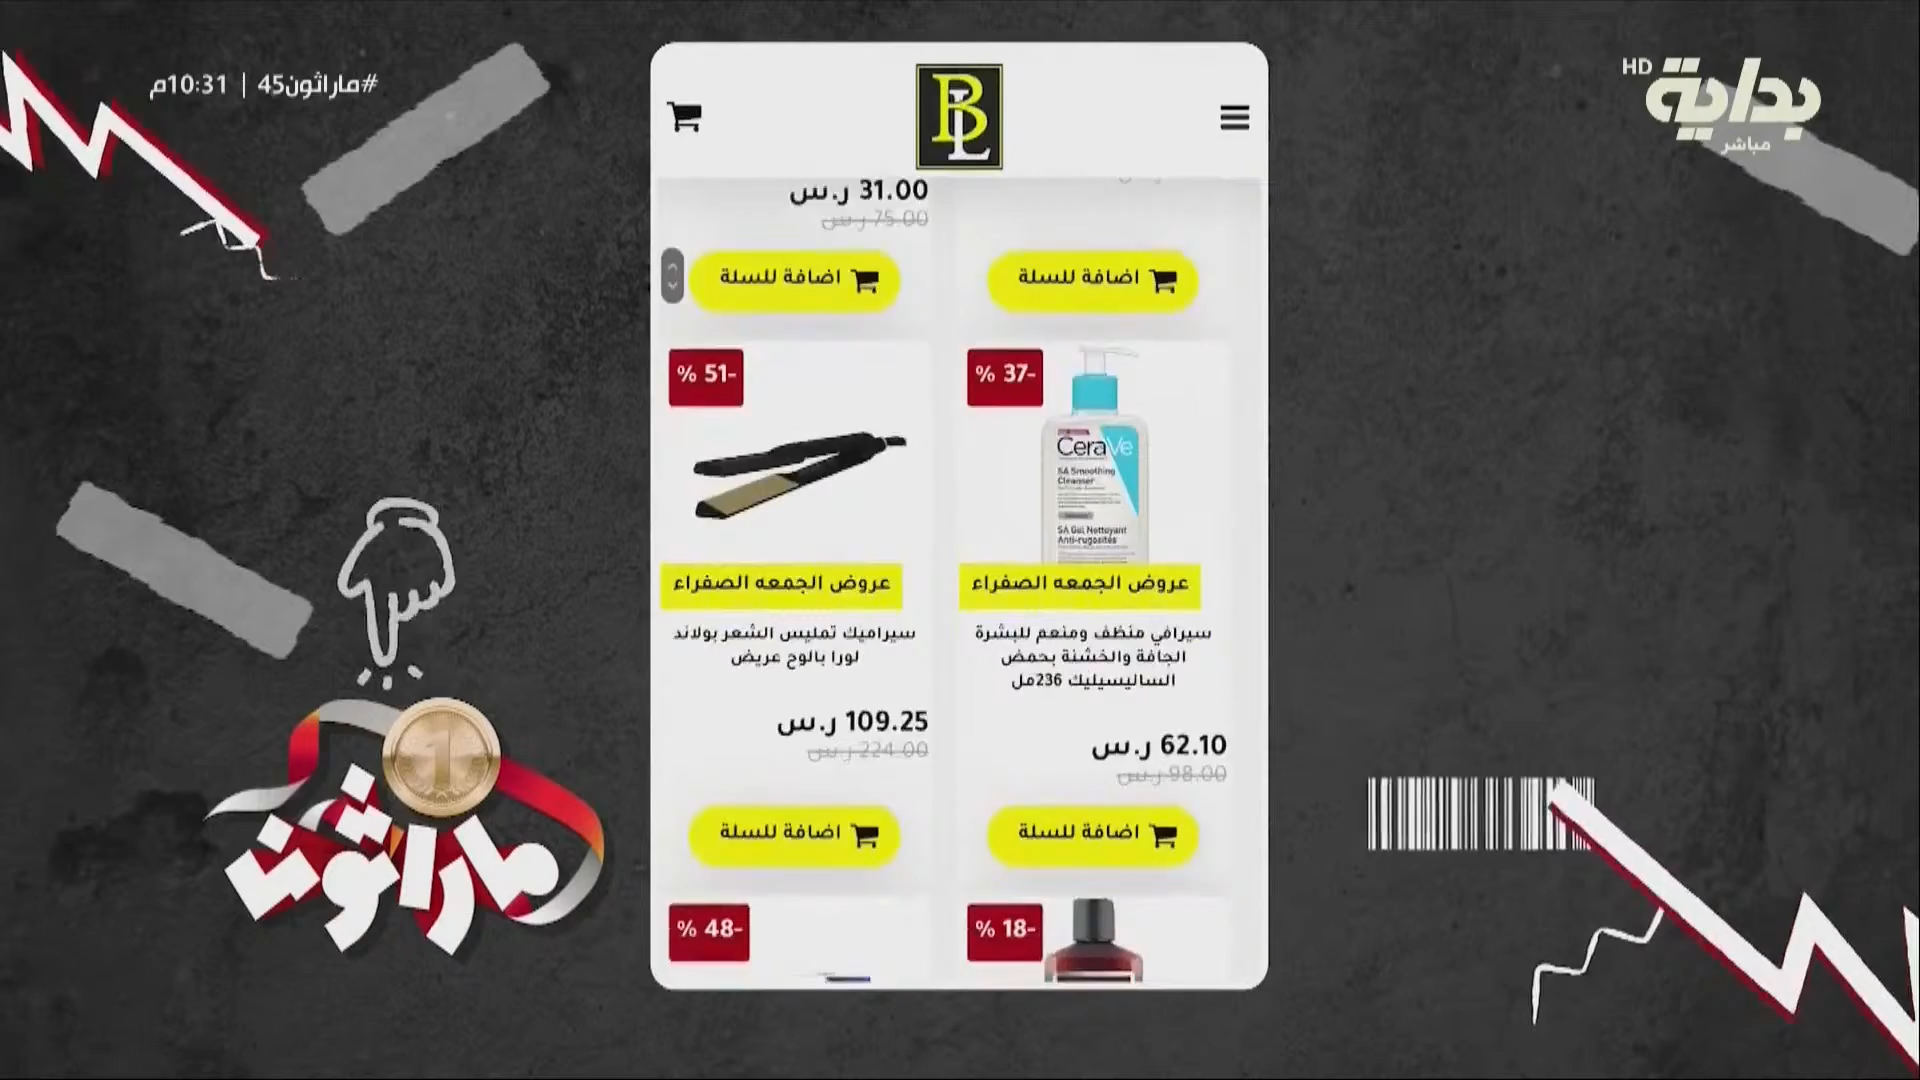 #ماراثون45 | 10:31م
HD
بداية
مباشر
BL
31.00 ر.س
75.00 ر.س
اضافة للسلة
اضافة للسلة
-37 %
CeraVe
SA Smoothing
Cleanser
SA Gel Nettoyant
Anti-rugosités
عروض الجمعه الصفراء
سيرافي منظف ومنعم للبشرة
الجافة والخشنة بحمض
الساليسيليك 236مل
62.10 ر.س
98.00 ر.س
اضافة للسلة
-51 %
عروض الجمعه الصفراء
سيراميك تمليس الشعر بولاند
لورا بالوح عريض
109.25 ر.س
224.00 ر.س
اضافة للسلة
-18 %
-48 %
1
ماراثون